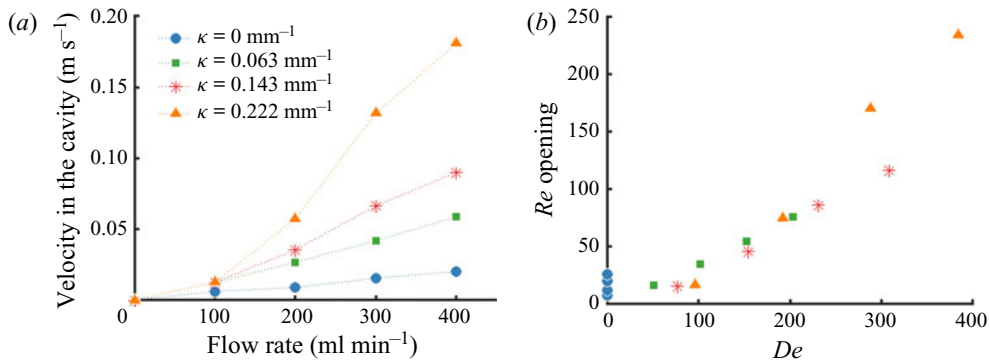 (a)
Velocity in the cavity (m s⁻¹)
0.20
0.15
0.10
0.05
0
100
200
300
400
Flow rate (ml min⁻¹)
κ = 0 mm⁻¹
κ = 0.063 mm⁻¹
κ = 0.143 mm⁻¹
κ = 0.222 mm⁻¹
(b)
Re opening
250
200
150
100
50
0
0
100
200
300
400
De